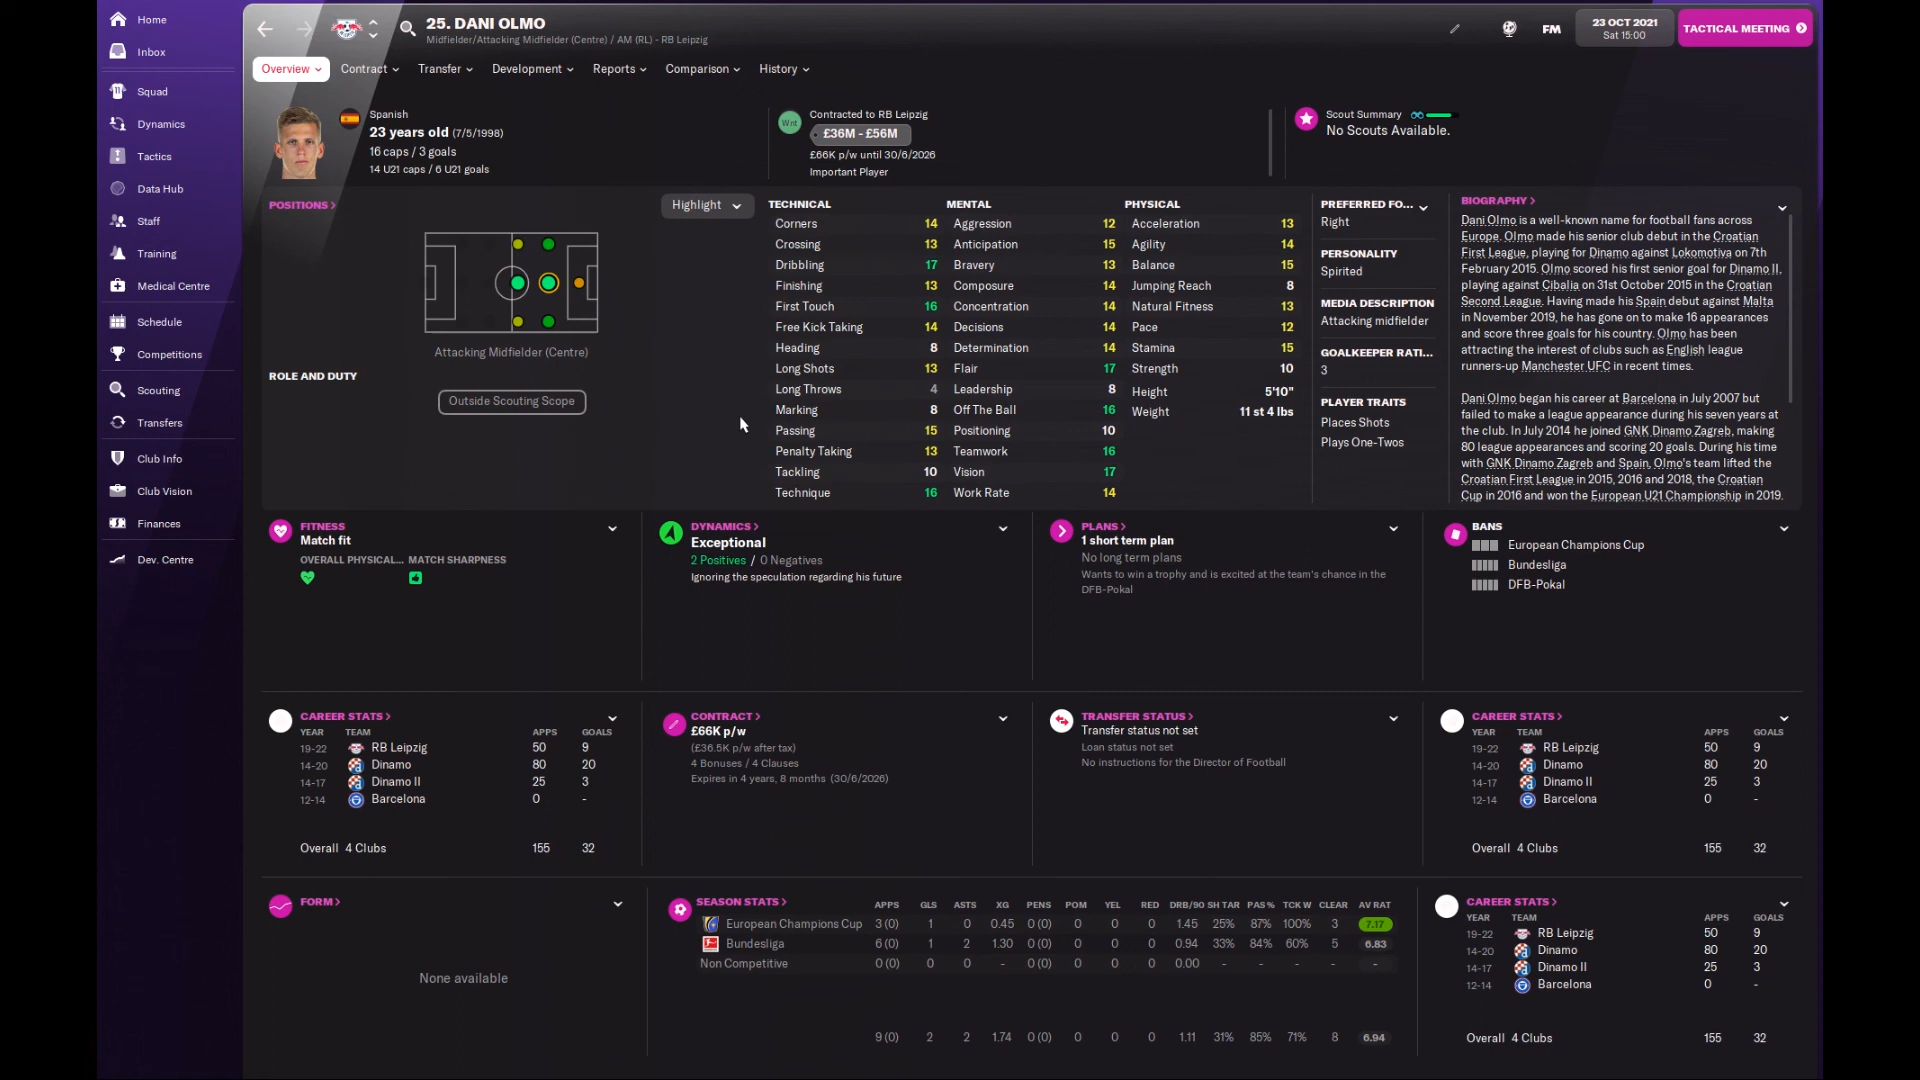 Home
Inbox
Squad
Dynamics
Tactics
Data Hub
Staff
Training
Medical Centre
Schedule
Competitions
Scouting
Transfers
Club Info
Club Vision
Finances
Dev. Centre
25. DANI OLMO
Midfielder/Attacking Midfielder (Centre) / AM (RL) - RB Leipzig
FM
23 OCT 2021
Sat 15:00
TACTICAL MEETING
Overview Contract Transfer Development Reports Comparison History
Spanish
23 years old (7/5/1998)
16 caps / 3 goals
14 U21 caps / 6 U21 goals
Wnt
Contracted to RB Leipzig
£36M - £56M
£66K p/w until 30/6/2026
Important Player
Scout Summary
No Scouts Available.
POSITIONS >
Highlight
Attacking Midfielder (Centre)
ROLE AND DUTY
Outside Scouting Scope
TECHNICAL MENTAL PHYSICAL
Corners 14 Aggression 12 Acceleration 13
Crossing 13 Anticipation 15 Agility 14
Dribbling 17 Bravery 13 Balance 15
Finishing 13 Composure 14 Jumping Reach 8
First Touch 16 Concentration 14 Natural Fitness 13
Free Kick Taking 14 Decisions 14 Pace 12
Heading 8 Determination 14 Stamina 15
Long Shots 13 Flair 17 Strength 10
Long Throws 4 Leadership 8 Height 5'10"
Marking 8 Off The Ball 16 Weight 11 st 4 lbs
Passing 15 Positioning 10
Penalty Taking 13 Teamwork 16
Tackling 10 Vision 17
Technique 16 Work Rate 14
PREFERRED FO...
Right
PERSONALITY
Spirited
MEDIA DESCRIPTION
Attacking midfielder
GOALKEEPER RATI...
3
PLAYER TRAITS
Places Shots
Plays One-Twos
BIOGRAPHY >
Dani Olmo is a well-known name for football fans across
Europe. Olmo made his senior club debut in the Croatian
First League, playing for Dinamo against Lokomotiva on 7th
February 2015. Olmo scored his first senior goal for Dinamo II,
playing against Cibalia on 31st October 2015 in the Croatian
Second League. Having made his Spain debut against Malta
in November 2019, he has gone on to make 16 appearances
and score three goals for his country. Olmo has been
attracting the interest of clubs such as English league
runners-up Manchester UFC in recent times.
Dani Olmo began his career at Barcelona in July 2007 but
failed to make a league appearance during his seven years at
the club. In July 2014 he joined GNK Dinamo Zagreb, making
80 league appearances and scoring 20 goals. During his time
with GNK Dinamo Zagreb and Spain, Olmo's team lifted the
Croatian First League in 2015, 2016 and 2018, the Croatian
Cup in 2016 and won the European U21 Championship in 2019.
FITNESS
Match fit
OVERALL PHYSICAL... MATCH SHARPNESS
DYNAMICS >
Exceptional
2 Positives / 0 Negatives
Ignoring the speculation regarding his future
PLANS >
1 short term plan
No long term plans
Wants to win a trophy and is excited at the team's chance in the
DFB-Pokal
BANS
European Champions Cup
Bundesliga
DFB-Pokal
CAREER STATS >
YEAR TEAM APPS GOALS
19-22 RB Leipzig 50 9
14-20 Dinamo 80 20
14-17 Dinamo II 25 3
12-14 Barcelona 0 -
Overall 4 Clubs 155 32
CONTRACT >
£66K p/w
(£36.5K p/w after tax)
4 Bonuses / 4 Clauses
Expires in 4 years, 8 months (30/6/2026)
TRANSFER STATUS >
Transfer status not set
Loan status not set
No instructions for the Director of Football
CAREER STATS >
YEAR TEAM APPS GOALS
19-22 RB Leipzig 50 9
14-20 Dinamo 80 20
14-17 Dinamo II 25 3
12-14 Barcelona 0 -
Overall 4 Clubs 155 32
FORM >
None available
SEASON STATS > APPS GLS ASTS XG PENS POM YEL RED DRB/90 SH TAR PAS % TCK W CLEAR AV RAT
European Champions Cup 3 (0) 1 0 0.45 0 (0) 0 0 0 1.45 25% 87% 100% 3 7.17
Bundesliga 6 (0) 1 2 1.30 0 (0) 0 0 0 0.94 33% 84% 60% 5 6.83
Non Competitive 0 (0) 0 0 - 0 (0) 0 0 0 0.00 - - - - -
9 (0) 2 2 1.74 0 (0) 0 0 0 1.11 31% 85% 71% 8 6.94
CAREER STATS >
YEAR TEAM APPS GOALS
19-22 RB Leipzig 50 9
14-20 Dinamo 80 20
14-17 Dinamo II 25 3
12-14 Barcelona 0 -
Overall 4 Clubs 155 32